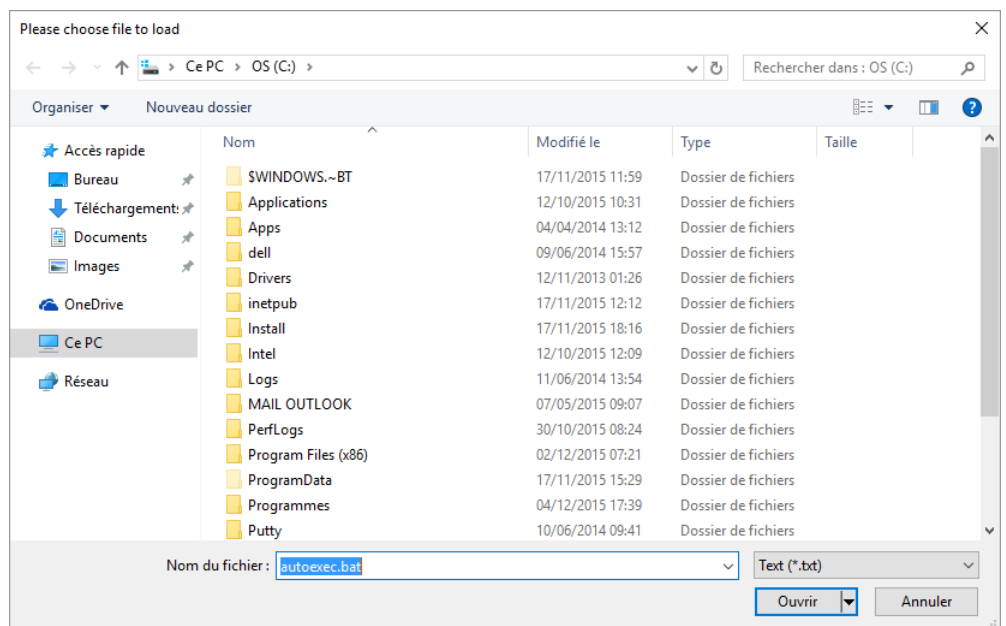 Please choose file to load
Ce PC > OS (C:) >
Rechercher dans : OS (C:)
Organiser
Nouveau dossier
?
Nom Modifié le Type Taille
Accès rapide
Bureau
Téléchargements
Documents
Images
OneDrive
Ce PC
Réseau
$WINDOWS.~BT 17/11/2015 11:59 Dossier de fichiers
Applications 12/10/2015 10:31 Dossier de fichiers
Apps 04/04/2014 13:12 Dossier de fichiers
dell 09/06/2014 15:57 Dossier de fichiers
Drivers 12/11/2013 01:26 Dossier de fichiers
inetpub 17/11/2015 12:12 Dossier de fichiers
Install 17/11/2015 18:16 Dossier de fichiers
Intel 12/10/2015 12:09 Dossier de fichiers
Logs 11/06/2014 13:54 Dossier de fichiers
MAIL OUTLOOK 07/05/2015 09:07 Dossier de fichiers
PerfLogs 30/10/2015 08:24 Dossier de fichiers
Program Files (x86) 02/12/2015 07:21 Dossier de fichiers
ProgramData 17/11/2015 15:29 Dossier de fichiers
Programmes 04/12/2015 17:39 Dossier de fichiers
Putty 10/06/2014 09:41 Dossier de fichiers
Nom du fichier : autoexec.bat
Text (*.txt)
Ouvrir
Annuler